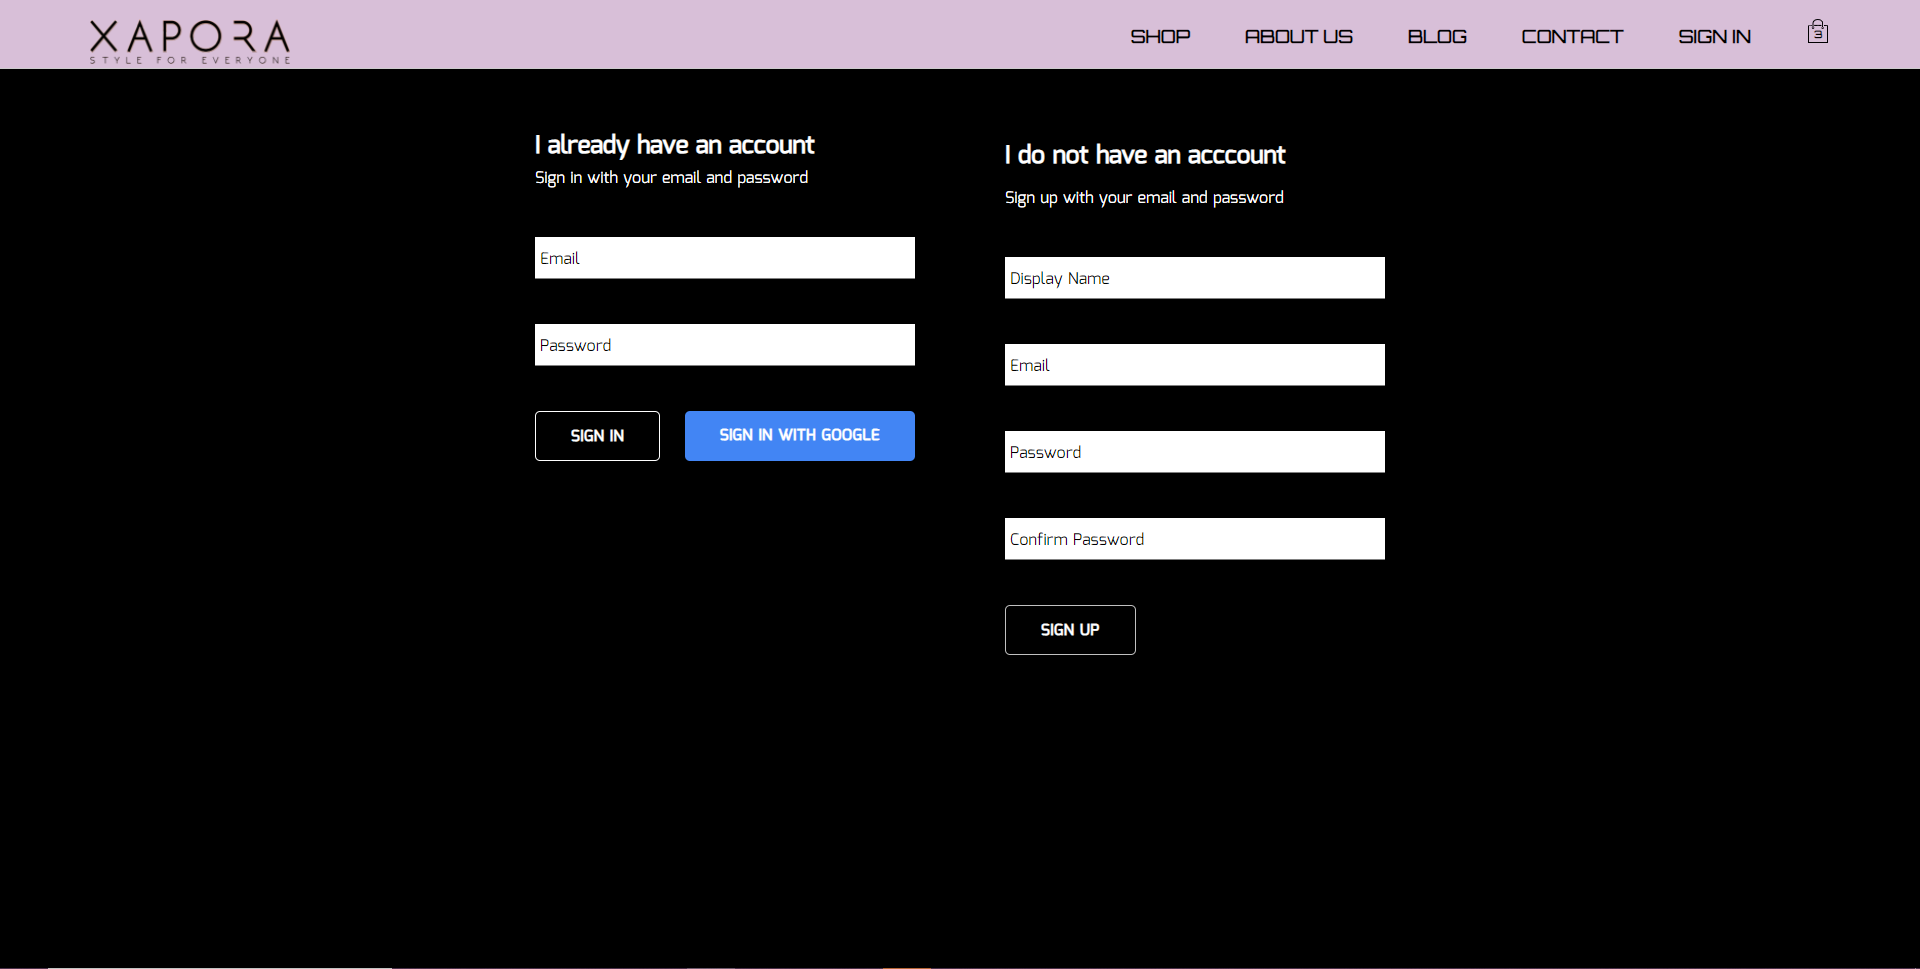 XAPORA
STYLE FOR EVERYONE
SHOP
ABOUT US
BLOG
CONTACT
SIGN IN
3
I already have an account
Sign in with your email and password
Email
Password
SIGN IN
SIGN IN WITH GOOGLE
I do not have an acccount
Sign up with your email and password
Display Name
Email
Password
Confirm Password
SIGN UP